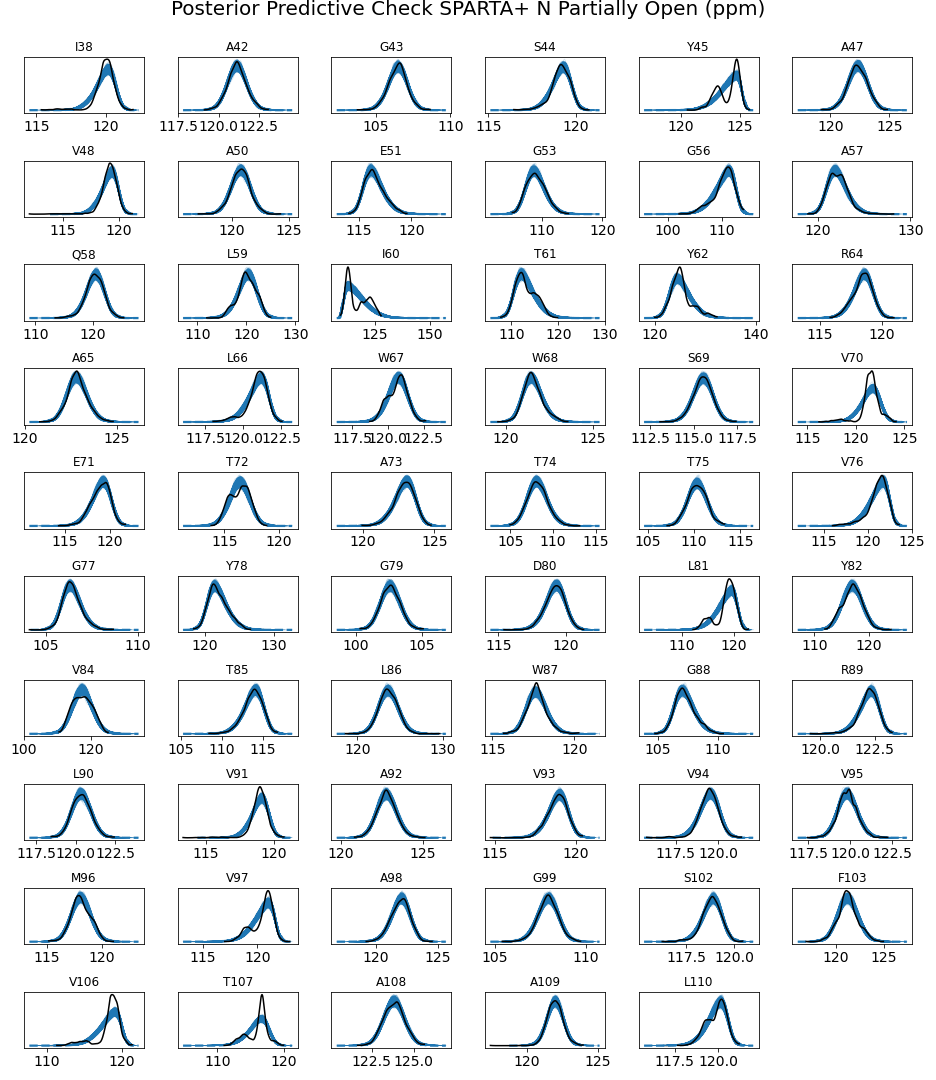 Posterior Predictive Check SPARTA+ N Partially Open (ppm)
I38 A42 G43 S44 Y45 A47
115 120 117.5 120.0 122.5 105 110 115 120 120 125 120 125
V48 A50 E51 G53 G56 A57
115 120 120 125 115 120 110 120 100 110 120 130
Q58 L59 I60 T61 Y62 R64
110 120 110 120 130 125 150 110 120 130 120 140 115 120
A65 L66 W67 W68 S69 V70
120 125 117.5 120.0 122.5 117.5 120.0 122.5 120 125 112.5 115.0 117.5 115 120 125
E71 T72 A73 T74 T75 V76
115 120 115 120 120 125 105 110 115 105 110 115 115 120 125
G77 Y78 G79 D80 L81 Y82
105 110 120 130 100 105 115 120 110 120 110 120
V84 T85 L86 W87 G88 R89
100 120 105 110 115 120 130 115 120 105 110 120.0 122.5
L90 V91 A92 V93 V94 V95
117.5 120.0 122.5 115 120 120 125 115 120 117.5 120.0 117.5 120.0 122.5
M96 V97 A98 G99 S102 F103
115 120 115 120 120 125 105 110 117.5 120.0 120 125
V106 T107 A108 A109 L110
110 120 110 120 122.5 125.0 120 125 117.5 120.0